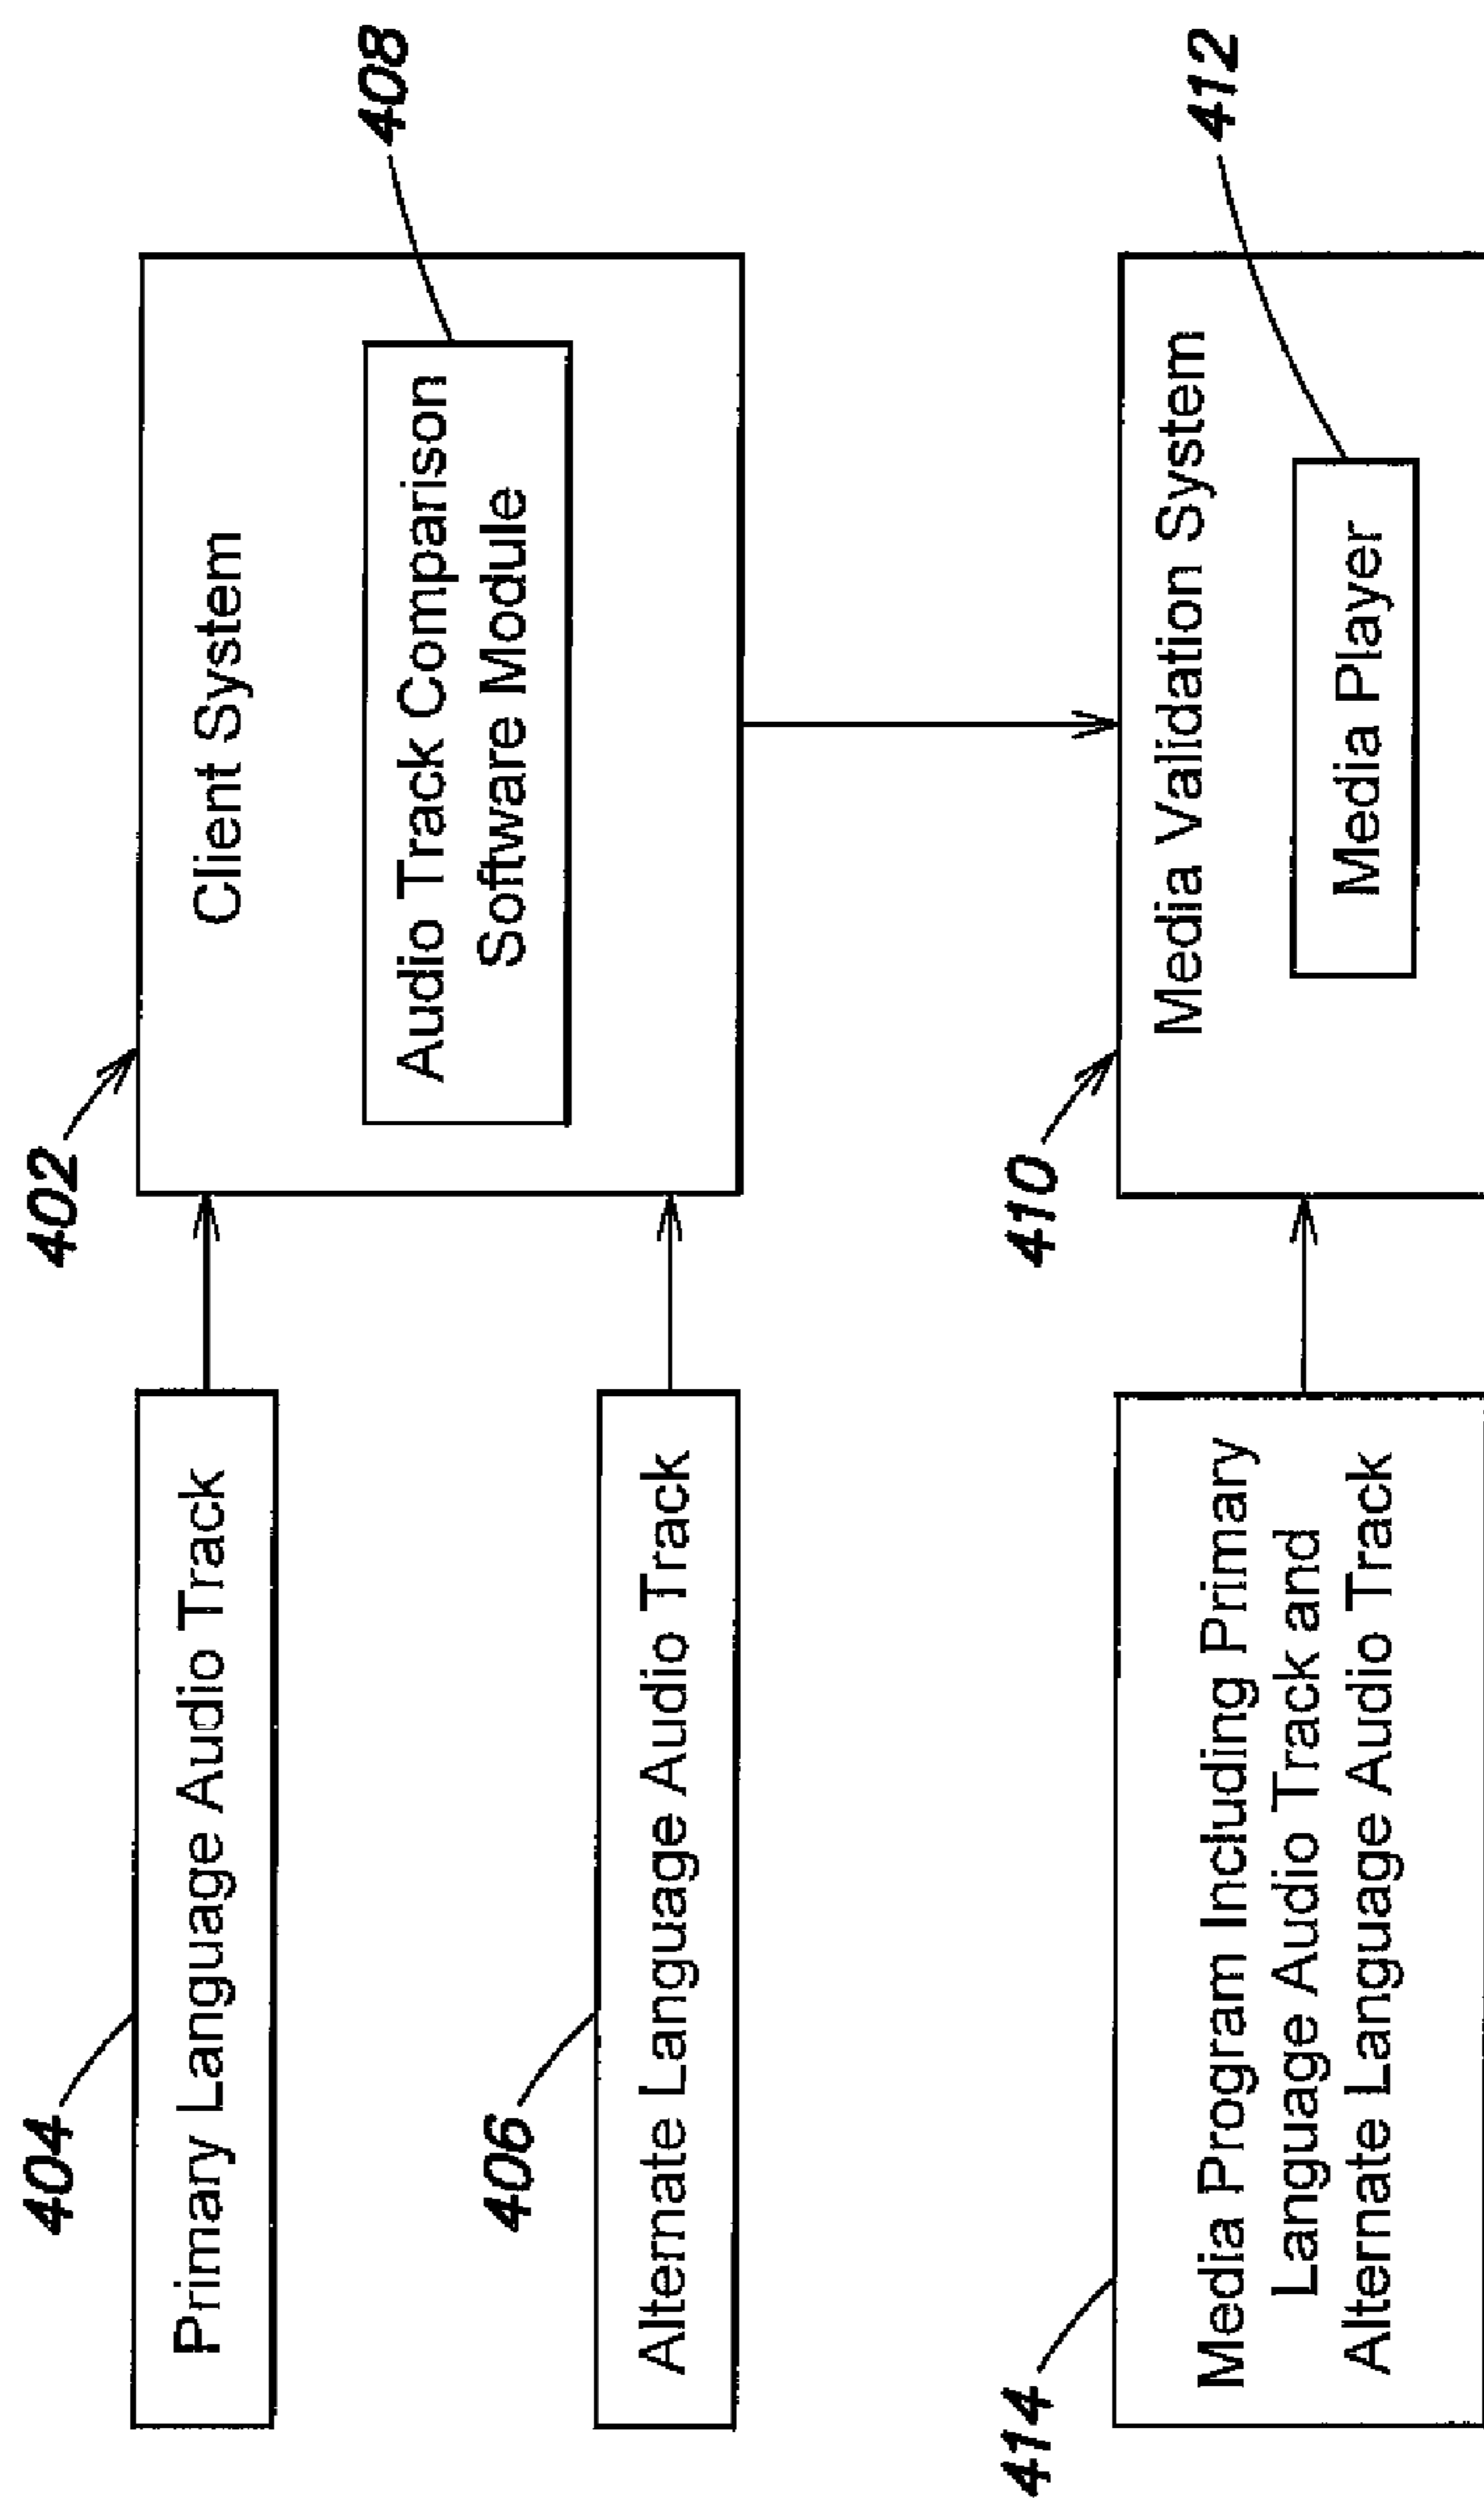 404
Primary Language Audio Track
402
Client System
Audio Track Comparison
Software Module
408
406
Alternate Language Audio Track
414
Media Program Including Primary
Language Audio Track and
Alternate Language Audio Track
410
Media Validation System
Media Player
412